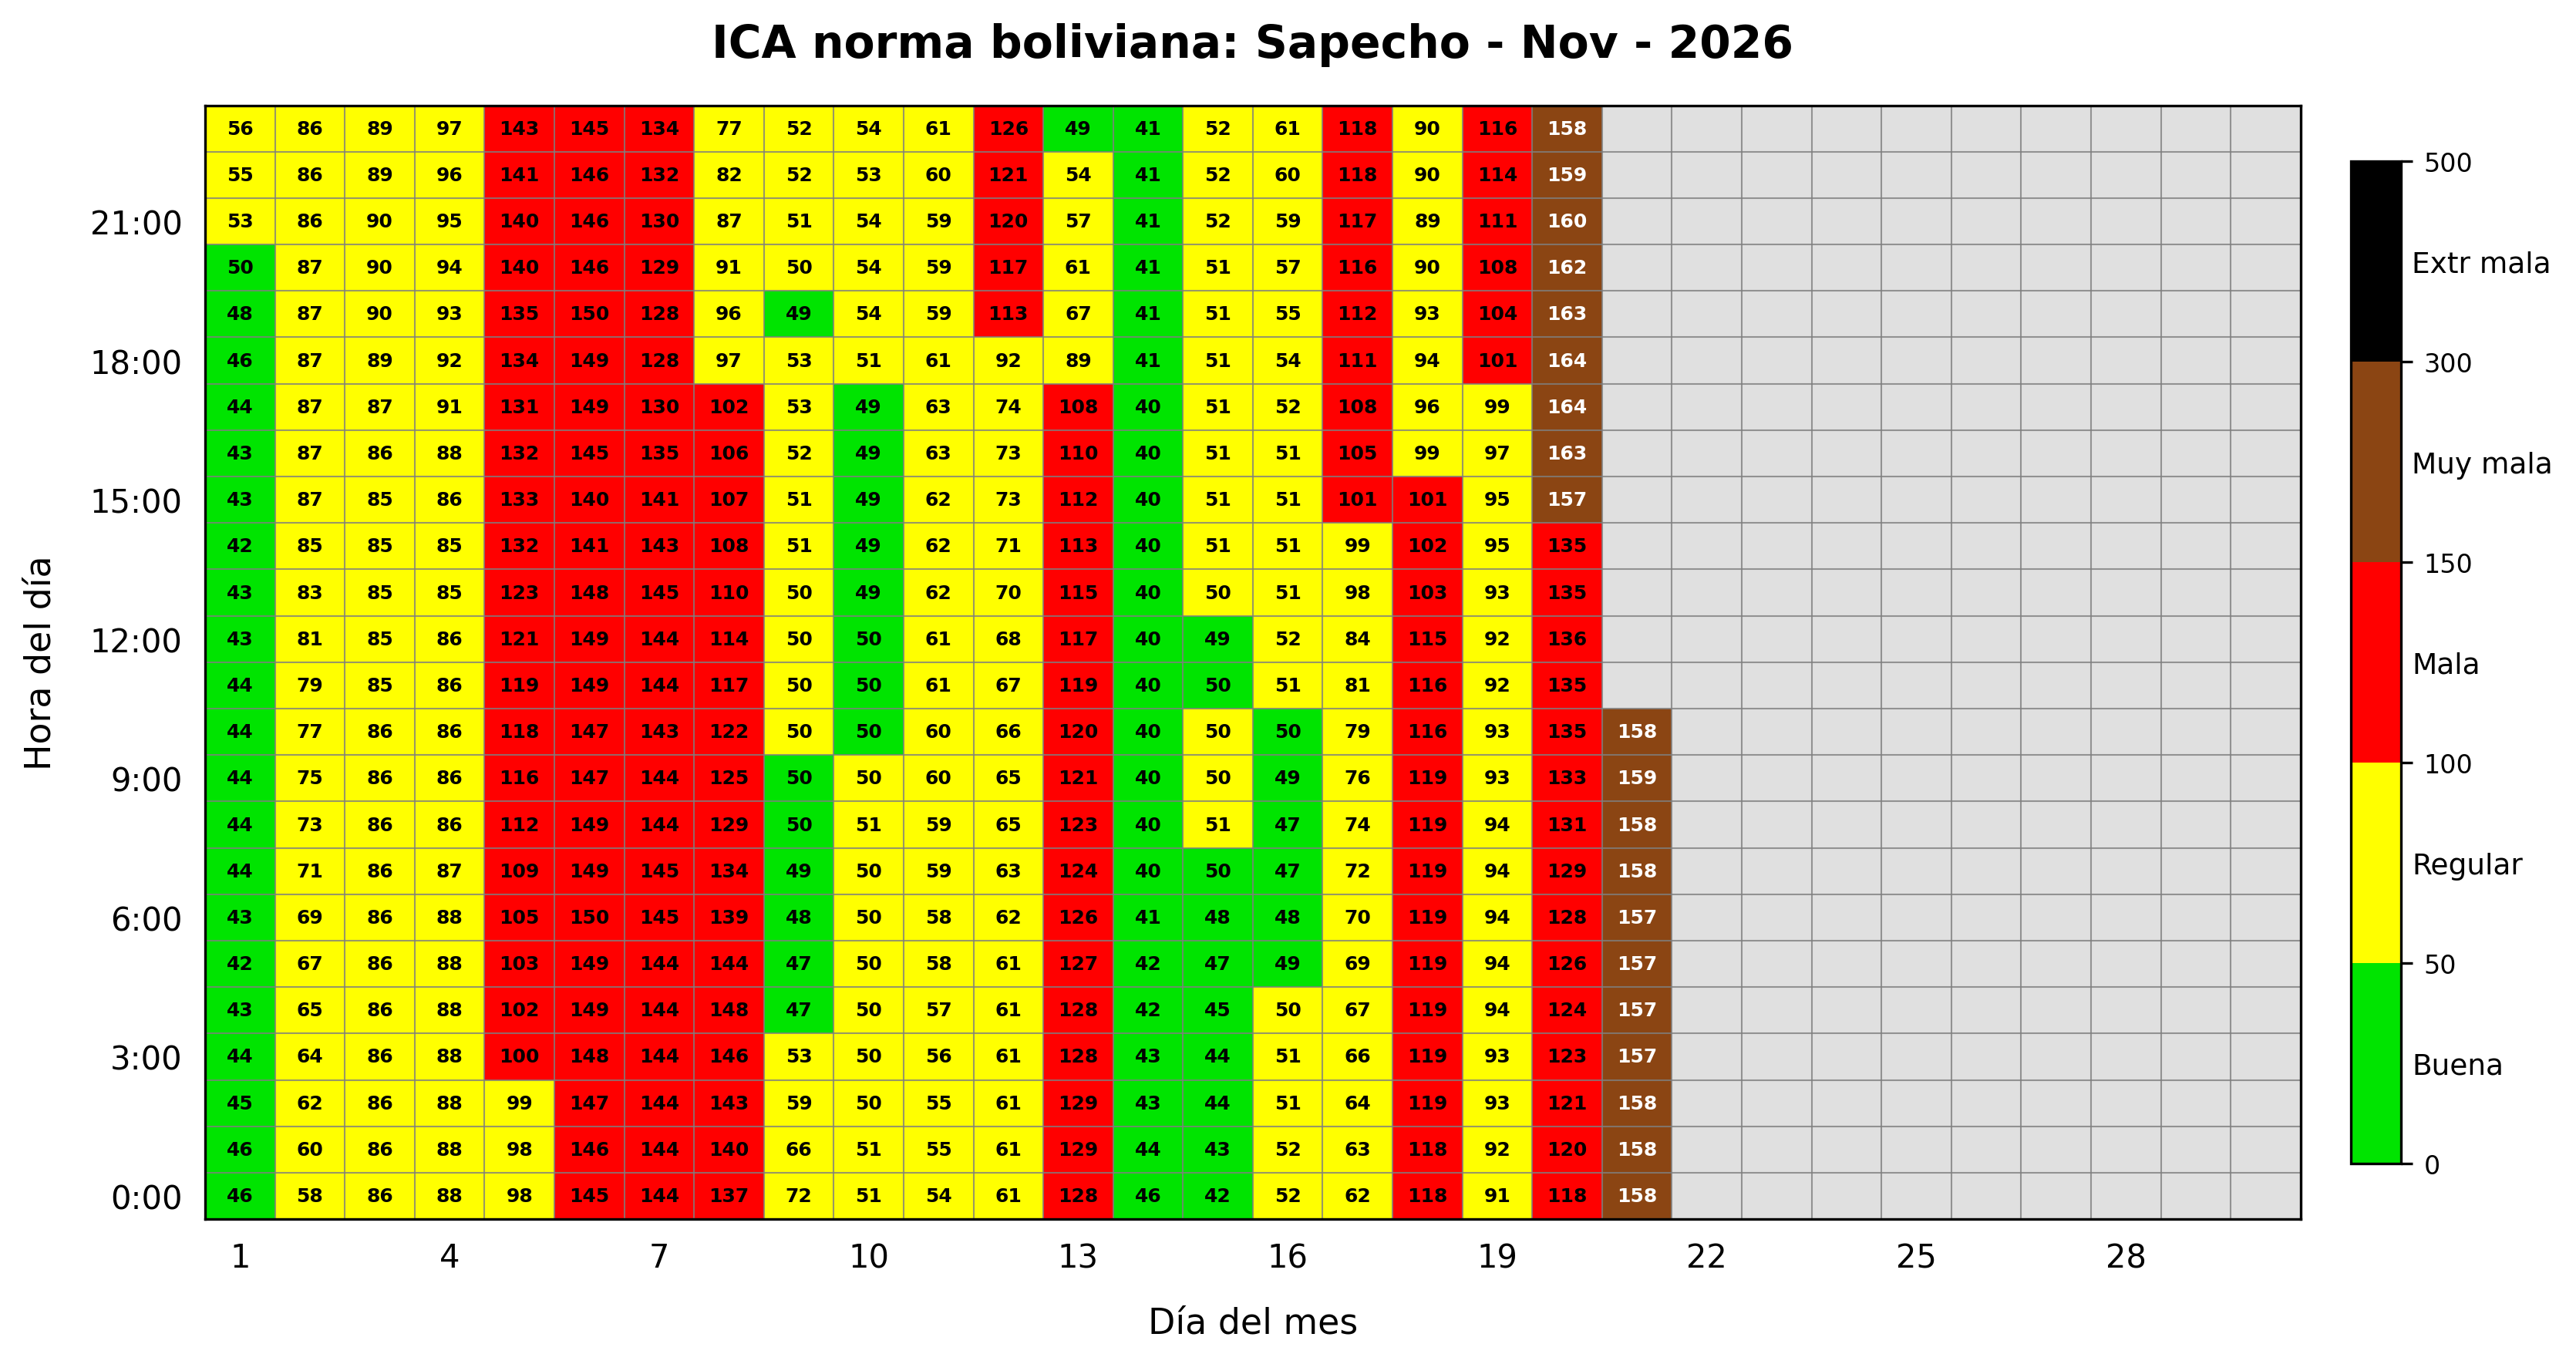 ICA norma boliviana: Sapecho - Nov - 2026
56 86 89 97 143 145 134 77 52 54 61 126 49 41 52 61 118 90 116 158
55 86 89 96 141 146 132 82 52 53 60 121 54 41 52 60 118 90 114 159
21:00 53 86 90 95 140 146 130 87 51 54 59 120 57 41 52 59 117 89 111 160
50 87 90 94 140 146 129 91 50 54 59 117 61 41 51 57 116 90 108 162
48 87 90 93 135 150 128 96 49 54 59 113 67 41 51 55 112 93 104 163
18:00 46 87 89 92 134 149 128 97 53 51 61 92 89 41 51 54 111 94 101 164
44 87 87 91 131 149 130 102 53 49 63 74 108 40 51 52 108 96 99 164
43 87 86 88 132 145 135 106 52 49 63 73 110 40 51 51 105 99 97 163
15:00 43 87 85 86 133 140 141 107 51 49 62 73 112 40 51 51 101 101 95 157
42 85 85 85 132 141 143 108 51 49 62 71 113 40 51 51 99 102 95 135
43 83 85 85 123 148 145 110 50 49 62 70 115 40 50 51 98 103 93 135
12:00 43 81 85 86 121 149 144 114 50 50 61 68 117 40 49 52 84 115 92 136
44 79 85 86 119 149 144 117 50 50 61 67 119 40 50 51 81 116 92 135
44 77 86 86 118 147 143 122 50 50 60 66 120 40 50 50 79 116 93 135 158
9:00 44 75 86 86 116 147 144 125 50 50 60 65 121 40 50 49 76 119 93 133 159
44 73 86 86 112 149 144 129 50 51 59 65 123 40 51 47 74 119 94 131 158
44 71 86 87 109 149 145 134 49 50 59 63 124 40 50 47 72 119 94 129 158
6:00 43 69 86 88 105 150 145 139 48 50 58 62 126 41 48 48 70 119 94 128 157
42 67 86 88 103 149 144 144 47 50 58 61 127 42 47 49 69 119 94 126 157
43 65 86 88 102 149 144 148 47 50 57 61 128 42 45 50 67 119 94 124 157
3:00 44 64 86 88 100 148 144 146 53 50 56 61 128 43 44 51 66 119 93 123 157
45 62 86 88 99 147 144 143 59 50 55 61 129 43 44 51 64 119 93 121 158
46 60 86 88 98 146 144 140 66 51 55 61 129 44 43 52 63 118 92 120 158
0:00 46 58 86 88 98 145 144 137 72 51 54 61 128 46 42 52 62 118 91 118 158
1 4 7 10 13 16 19 22 25 28
Hora del día
Día del mes
500
Extr mala
300
Muy mala
150
Mala
100
Regular
50
Buena
0